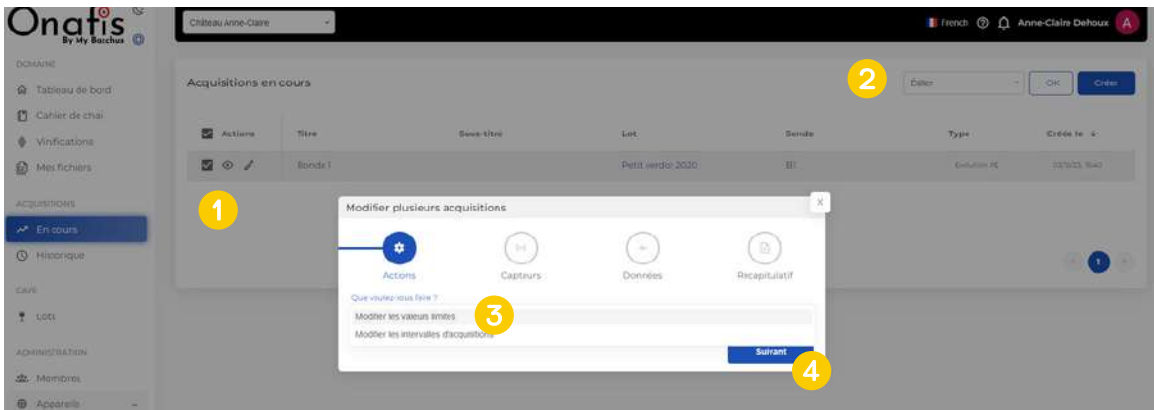 Onafis
By My Bacchus
Château Anne-Claire
French
Anne-Claire Dehoux
A
DOMAINE
Tableau de bord
Cahier de chai
Vinifications
Mes fichiers
ACQUISITIONS
En cours
Historique
CAVE
Lots
ADMINISTRATION
Membres
Appareils
Acquisitions en cours
2
Éditer
OK
Créer
Actions
Titre
Sous-titre
Lot
Sonde
Type
Créée le
Petit verdot 2020
B1
1
Modifier plusieurs acquisitions
X
Actions
Capteurs
Données
Récapitulatif
Que voulez-vous faire ?
Modifier les valeurs limites
3
Modifier les intervalles d'acquisitions
Suivant
4
1